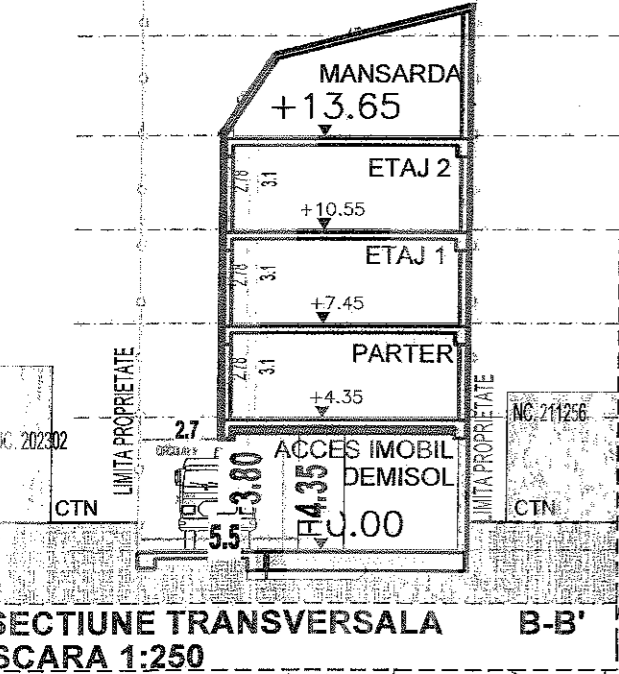 MANSARDA
+13.65
ETAJ 2
2.78
3.1
+10.55
ETAJ 1
2.78
3.1
+7.45
PARTER
2.78
3.1
+4.35
LIMITA PROPRIETATE
LIMITA PROPRIETATE
202302
NC. 211256
2.7
ACCES IMOBIL
DEMISOL
3.80
4.35
0.00
5.5
CTN
CTN
SECTIUNE TRANSVERSALA B-B'
SCARA 1:250